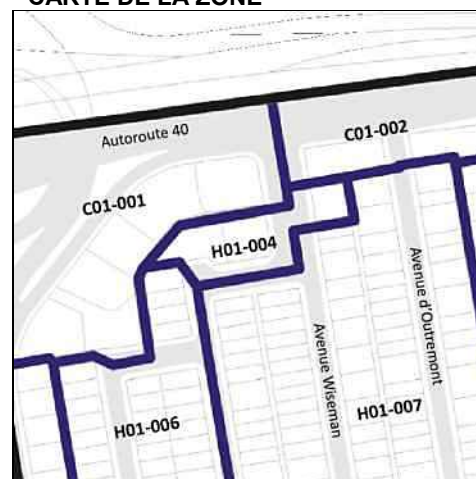 CARTE DE LA ZONE
Autoroute 40
C01-002
C01-001
H01-004
Avenue d'Outremont
Avenue Wiseman
H01-007
H01-006